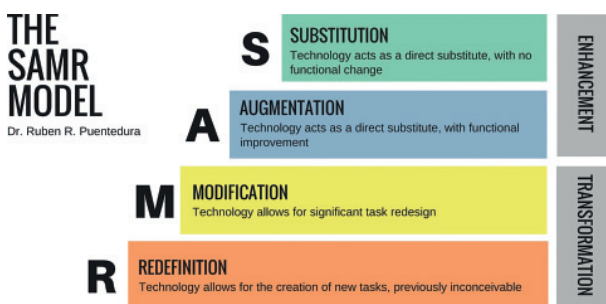 THE
SAMR
MODEL
Dr. Ruben R. Puentedura
S
SUBSTITUTION
Technology acts as a direct substitute, with no
functional change
A
AUGMENTATION
Technology acts as a direct substitute, with functional
improvement
ENHANCEMENT
M
MODIFICATION
Technology allows for significant task redesign
R
REDEFINITION
Technology allows for the creation of new tasks, previously inconceivable
TRANSFORMATION